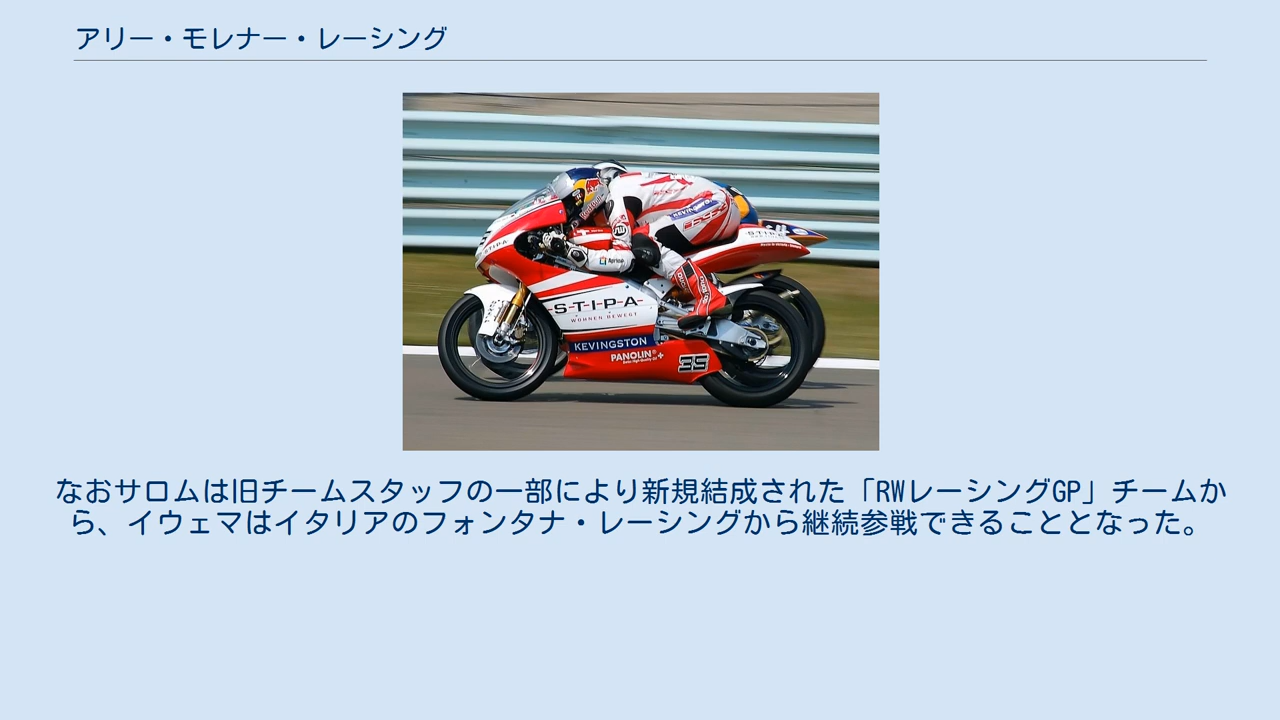 アリー・モレナー・レーシング
STIPA
S-T-I-P-A-
WOHNEN BEWEGT
KEVINGSTON
PANOLIN
39
なおサロムは旧チームスタッフの一部により新規結成された「RWレーシングGP」チームか
ら、イウェマはイタリアのフォンタナ・レーシングから継続参戦できることとなった。